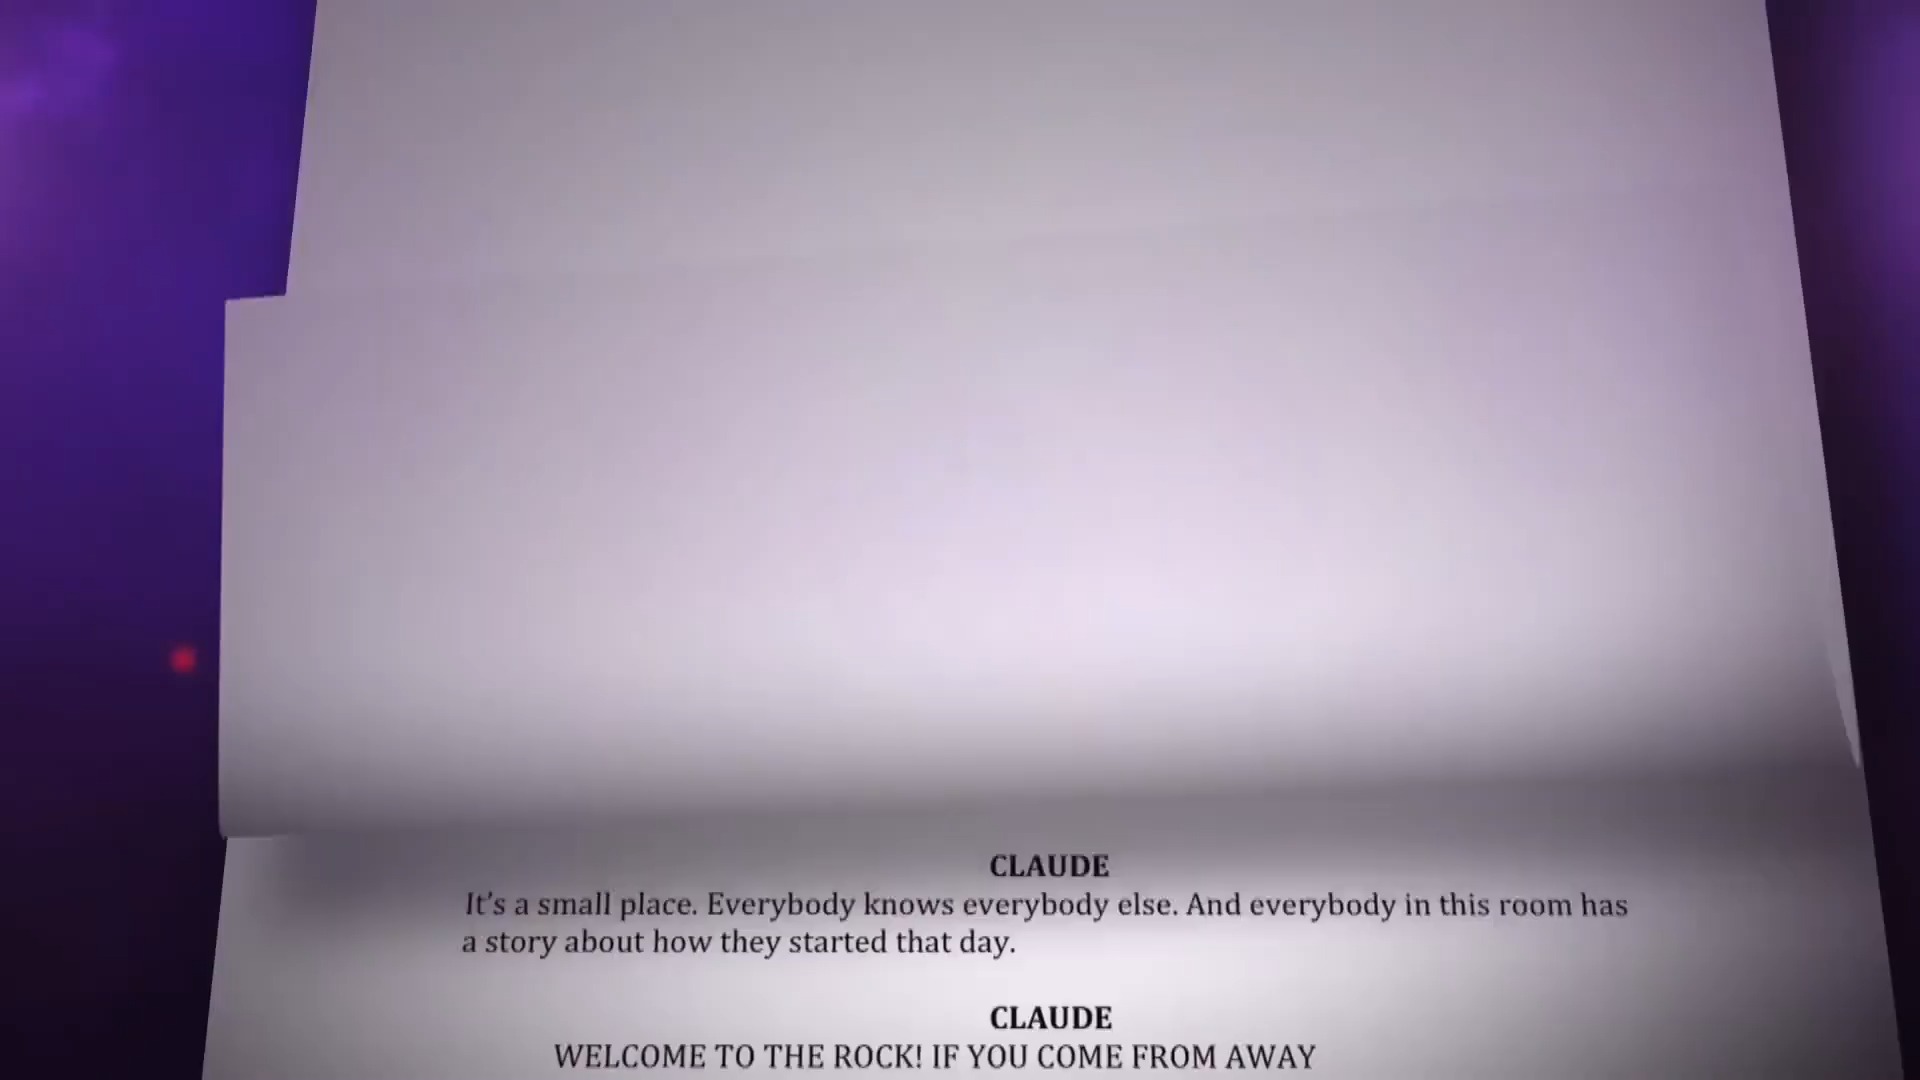 CLAUDE
It's a small place. Everybody knows everybody else. And everybody in this room has
a story about how they started that day.
CLAUDE
WELCOME TO THE ROCK! IF YOU COME FROM AWAY